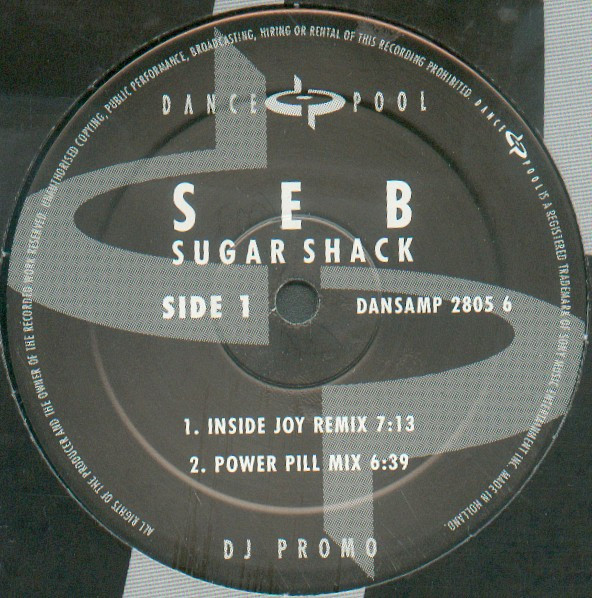 ALL RIGHTS OF THE PRODUCER AND THE OWNER OF THE RECORDED WORK RESERVED. UNAUTHORISED COPYING, PUBLIC PERFORMANCE, BROADCASTING, HIRING OR RENTAL OF THIS RECORDING PROHIBITED. DANCE POOL IS A REGISTERED TRADEMARK OF SONY MUSIC ENTERTAINMENT INC. MADE IN HOLLAND.
DANCE POOL
SEB
SUGAR SHACK
SIDE 1 DANSAMP 2805 6
1. INSIDE JOY REMIX 7:13
2. POWER PILL MIX 6:39
DJ PROMO